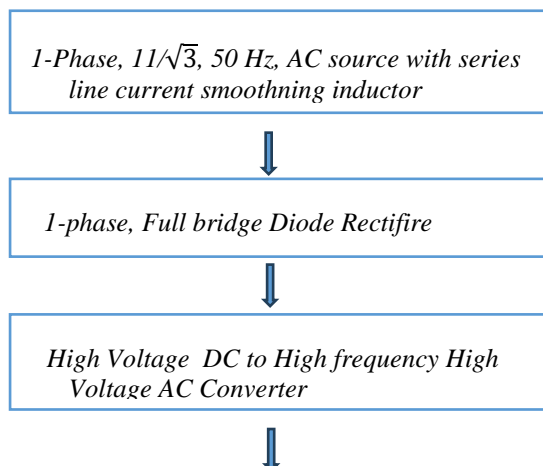 1-Phase, 11/√3, 50 Hz, AC source with series
line current smoothning inductor
1-phase, Full bridge Diode Rectifire
High Voltage DC to High frequency High
Voltage AC Converter